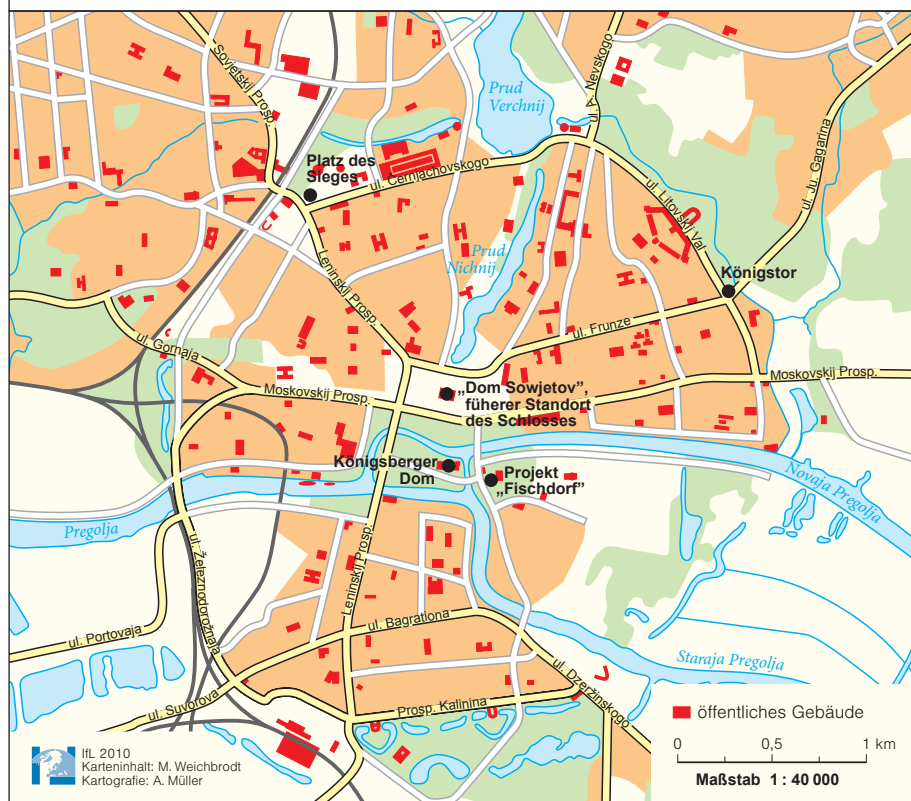 Sovjetskij Prosp.
Prud
Verchnij
ul. A. Nevskogo
ul. Ju. Gagarina
Platz des
Sieges
ul. Černjachovskogo
ul. Litovskij Val
Prud
Nichnij
Königstor
Leninskij Prosp.
ul. Frunze
ul. Gornaja
Moskovskij Prosp.
„Dom Sowjetov”,
füherer Standort
des Schlosses
Moskovskij Prosp.
Königsberger
Dom
Projekt
„Fischdorf”
Novaja Pregolja
Pregolja
ul. Železnodorožnaja
Leninskij Prosp.
ul. Portovaja
ul. Bagrationa
Staraja Pregolja
ul. Dzeržinskogo
ul. Suvorova
Prosp. Kalinina
öffentliches Gebäude
0 0,5 1 km
Maßstab 1 : 40 000
IfL 2010
Karteninhalt: M. Weichbrodt
Kartografie: A. Müller